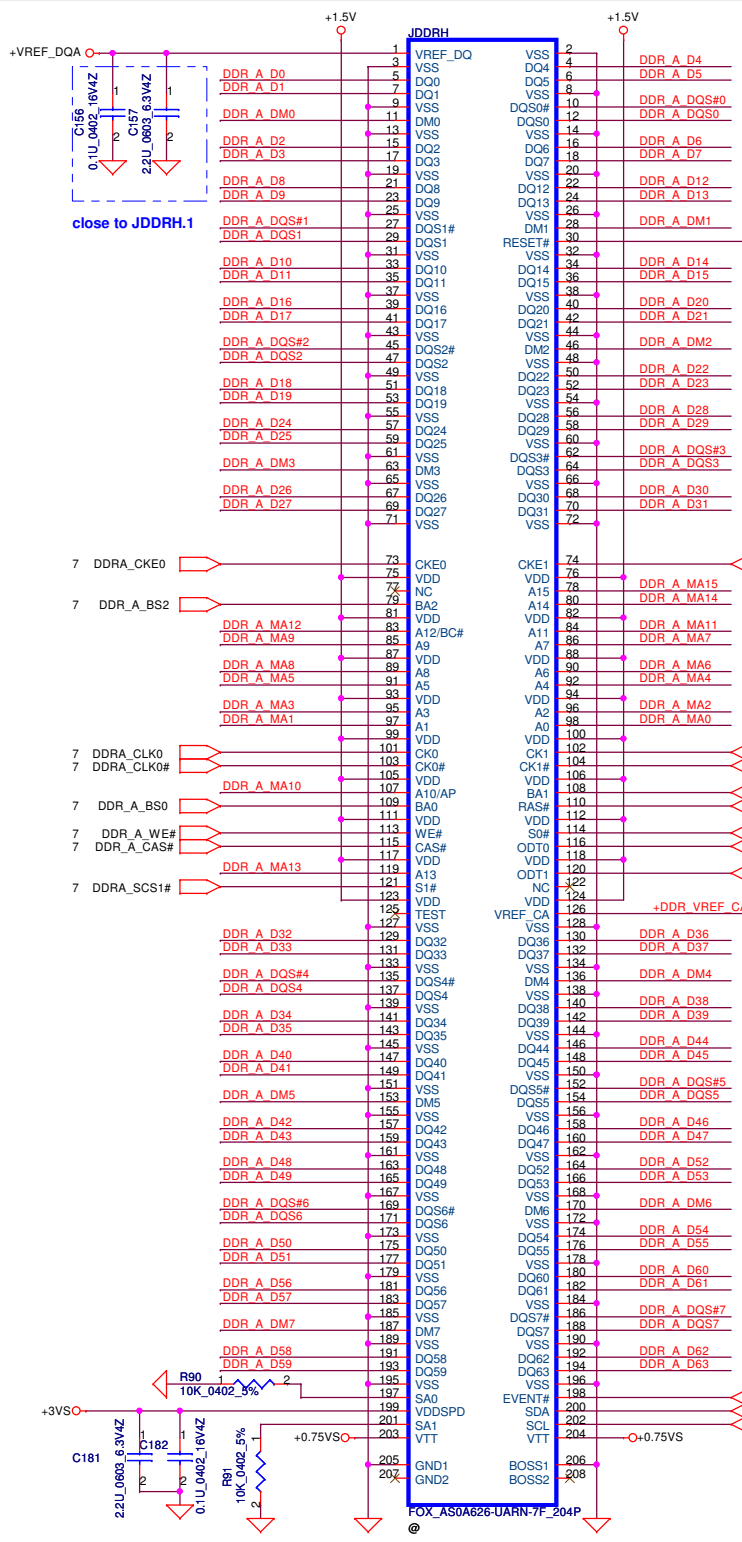 +1.5V +1.5V
JDDRH
+VREF_DQA 1 VREF_DQ VSS 2
3 VSS DQ4 4 DDR_A_D4
DDR_A_D0 5 DQ0 DQ5 6 DDR_A_D5
DDR_A_D1 7 DQ1 VSS 8
9 VSS DQS0# 10 DDR_A_DQS#0
DDR_A_DM0 11 DM0 DQS0 12 DDR_A_DQS0
13 VSS VSS 14
DDR_A_D2 15 DQ2 DQ6 16 DDR_A_D6
DDR_A_D3 17 DQ3 DQ7 18 DDR_A_D7
19 VSS VSS 20
DDR_A_D8 21 DQ8 DQ12 22 DDR_A_D12
DDR_A_D9 23 DQ9 DQ13 24 DDR_A_D13
25 VSS VSS 26
DDR_A_DQS#1 27 DQS1# DM1 28 DDR_A_DM1
DDR_A_DQS1 29 DQS1 RESET# 30
31 VSS VSS 32
DDR_A_D10 33 DQ10 DQ14 34 DDR_A_D14
DDR_A_D11 35 DQ11 DQ15 36 DDR_A_D15
37 VSS VSS 38
DDR_A_D16 39 DQ16 DQ20 40 DDR_A_D20
DDR_A_D17 41 DQ17 DQ21 42 DDR_A_D21
43 VSS VSS 44
DDR_A_DQS#2 45 DQS2# DM2 46 DDR_A_DM2
DDR_A_DQS2 47 DQS2 VSS 48
49 VSS DQ22 50 DDR_A_D22
DDR_A_D18 51 DQ18 DQ23 52 DDR_A_D23
DDR_A_D19 53 DQ19 VSS 54
55 VSS DQ28 56 DDR_A_D28
DDR_A_D24 57 DQ24 DQ29 58 DDR_A_D29
DDR_A_D25 59 DQ25 VSS 60
61 VSS DQS3# 62 DDR_A_DQS#3
DDR_A_DM3 63 DM3 DQS3 64 DDR_A_DQS3
65 VSS VSS 66
DDR_A_D26 67 DQ26 DQ30 68 DDR_A_D30
DDR_A_D27 69 DQ27 DQ31 70 DDR_A_D31
71 VSS VSS 72
7 DDRA_CKE0 73 CKE0 CKE1 74
75 VDD VDD 76
77 NC A15 78 DDR_A_MA15
7 DDR_A_BS2 79 BA2 A14 80 DDR_A_MA14
81 VDD VDD 82
DDR_A_MA12 83 A12/BC# A11 84 DDR_A_MA11
DDR_A_MA9 85 A9 A7 86 DDR_A_MA7
87 VDD VDD 88
DDR_A_MA8 89 A8 A6 90 DDR_A_MA6
DDR_A_MA5 91 A5 A4 92 DDR_A_MA4
93 VDD VDD 94
DDR_A_MA3 95 A3 A2 96 DDR_A_MA2
DDR_A_MA1 97 A1 A0 98 DDR_A_MA0
99 VDD VDD 100
7 DDRA_CLK0 101 CK0 CK1 102
7 DDRA_CLK0# 103 CK0# CK1# 104
105 VDD VDD 106
DDR_A_MA10 107 A10/AP BA1 108
7 DDR_A_BS0 109 BA0 RAS# 110
111 VDD VDD 112
7 DDR_A_WE# 113 WE# S0# 114
7 DDR_A_CAS# 115 CAS# ODT0 116
117 VDD VDD 118
DDR_A_MA13 119 A13 ODT1 120
7 DDRA_SCS1# 121 S1# NC 122
123 VDD VDD 124
125 TEST VREF_CA 126
127 VSS VSS 128
DDR_A_D32 129 DQ32 DQ36 130 DDR_A_D36
DDR_A_D33 131 DQ33 DQ37 132 DDR_A_D37
133 VSS VSS 134
DDR_A_DQS#4 135 DQS4# DM4 136 DDR_A_DM4
DDR_A_DQS4 137 DQS4 VSS 138
139 VSS DQ38 140 DDR_A_D38
DDR_A_D34 141 DQ34 DQ39 142 DDR_A_D39
DDR_A_D35 143 DQ35 VSS 144
145 VSS DQ44 146 DDR_A_D44
DDR_A_D40 147 DQ40 DQ45 148 DDR_A_D45
DDR_A_D41 149 DQ41 VSS 150
151 VSS DQS5# 152 DDR_A_DQS#5
DDR_A_DM5 153 DM5 DQS5 154 DDR_A_DQS5
155 VSS VSS 156
DDR_A_D42 157 DQ42 DQ46 158 DDR_A_D46
DDR_A_D43 159 DQ43 DQ47 160 DDR_A_D47
161 VSS VSS 162
DDR_A_D48 163 DQ48 DQ52 164 DDR_A_D52
DDR_A_D49 165 DQ49 DQ53 166 DDR_A_D53
167 VSS VSS 168
DDR_A_DQS#6 169 DQS6# DM6 170 DDR_A_DM6
DDR_A_DQS6 171 DQS6 VSS 172
173 VSS DQ54 174 DDR_A_D54
DDR_A_D50 175 DQ50 DQ55 176 DDR_A_D55
DDR_A_D51 177 DQ51 VSS 178
179 VSS DQ60 180 DDR_A_D60
DDR_A_D56 181 DQ56 DQ61 182 DDR_A_D61
DDR_A_D57 183 DQ57 VSS 184
185 VSS DQS7# 186 DDR_A_DQS#7
DDR_A_DM7 187 DM7 DQS7 188 DDR_A_DQS7
189 VSS VSS 190
DDR_A_D58 191 DQ58 DQ62 192 DDR_A_D62
DDR_A_D59 193 DQ59 DQ63 194 DDR_A_D63
195 VSS VSS 196
197 SA0 EVENT# 198
+3VS 199 VDDSPD SDA 200
201 SA1 SCL 202
+0.75VS 203 VTT VTT 204 +0.75VS
205 GND1 BOSS1 206
207 GND2 BOSS2 208
FOX_AS0A626-UARN-7F_204P
@
C156
0.1U_0402_16V4Z
1
2
C157
2.2U_0603_6.3V4Z
1
2
close to JDDRH.1
R90
1 2
10K_0402_5%
C181
2.2U_0603_6.3V4Z
1
2
C182
0.1U_0402_16V4Z
1
2
R91
10K_0402_5%
1
2